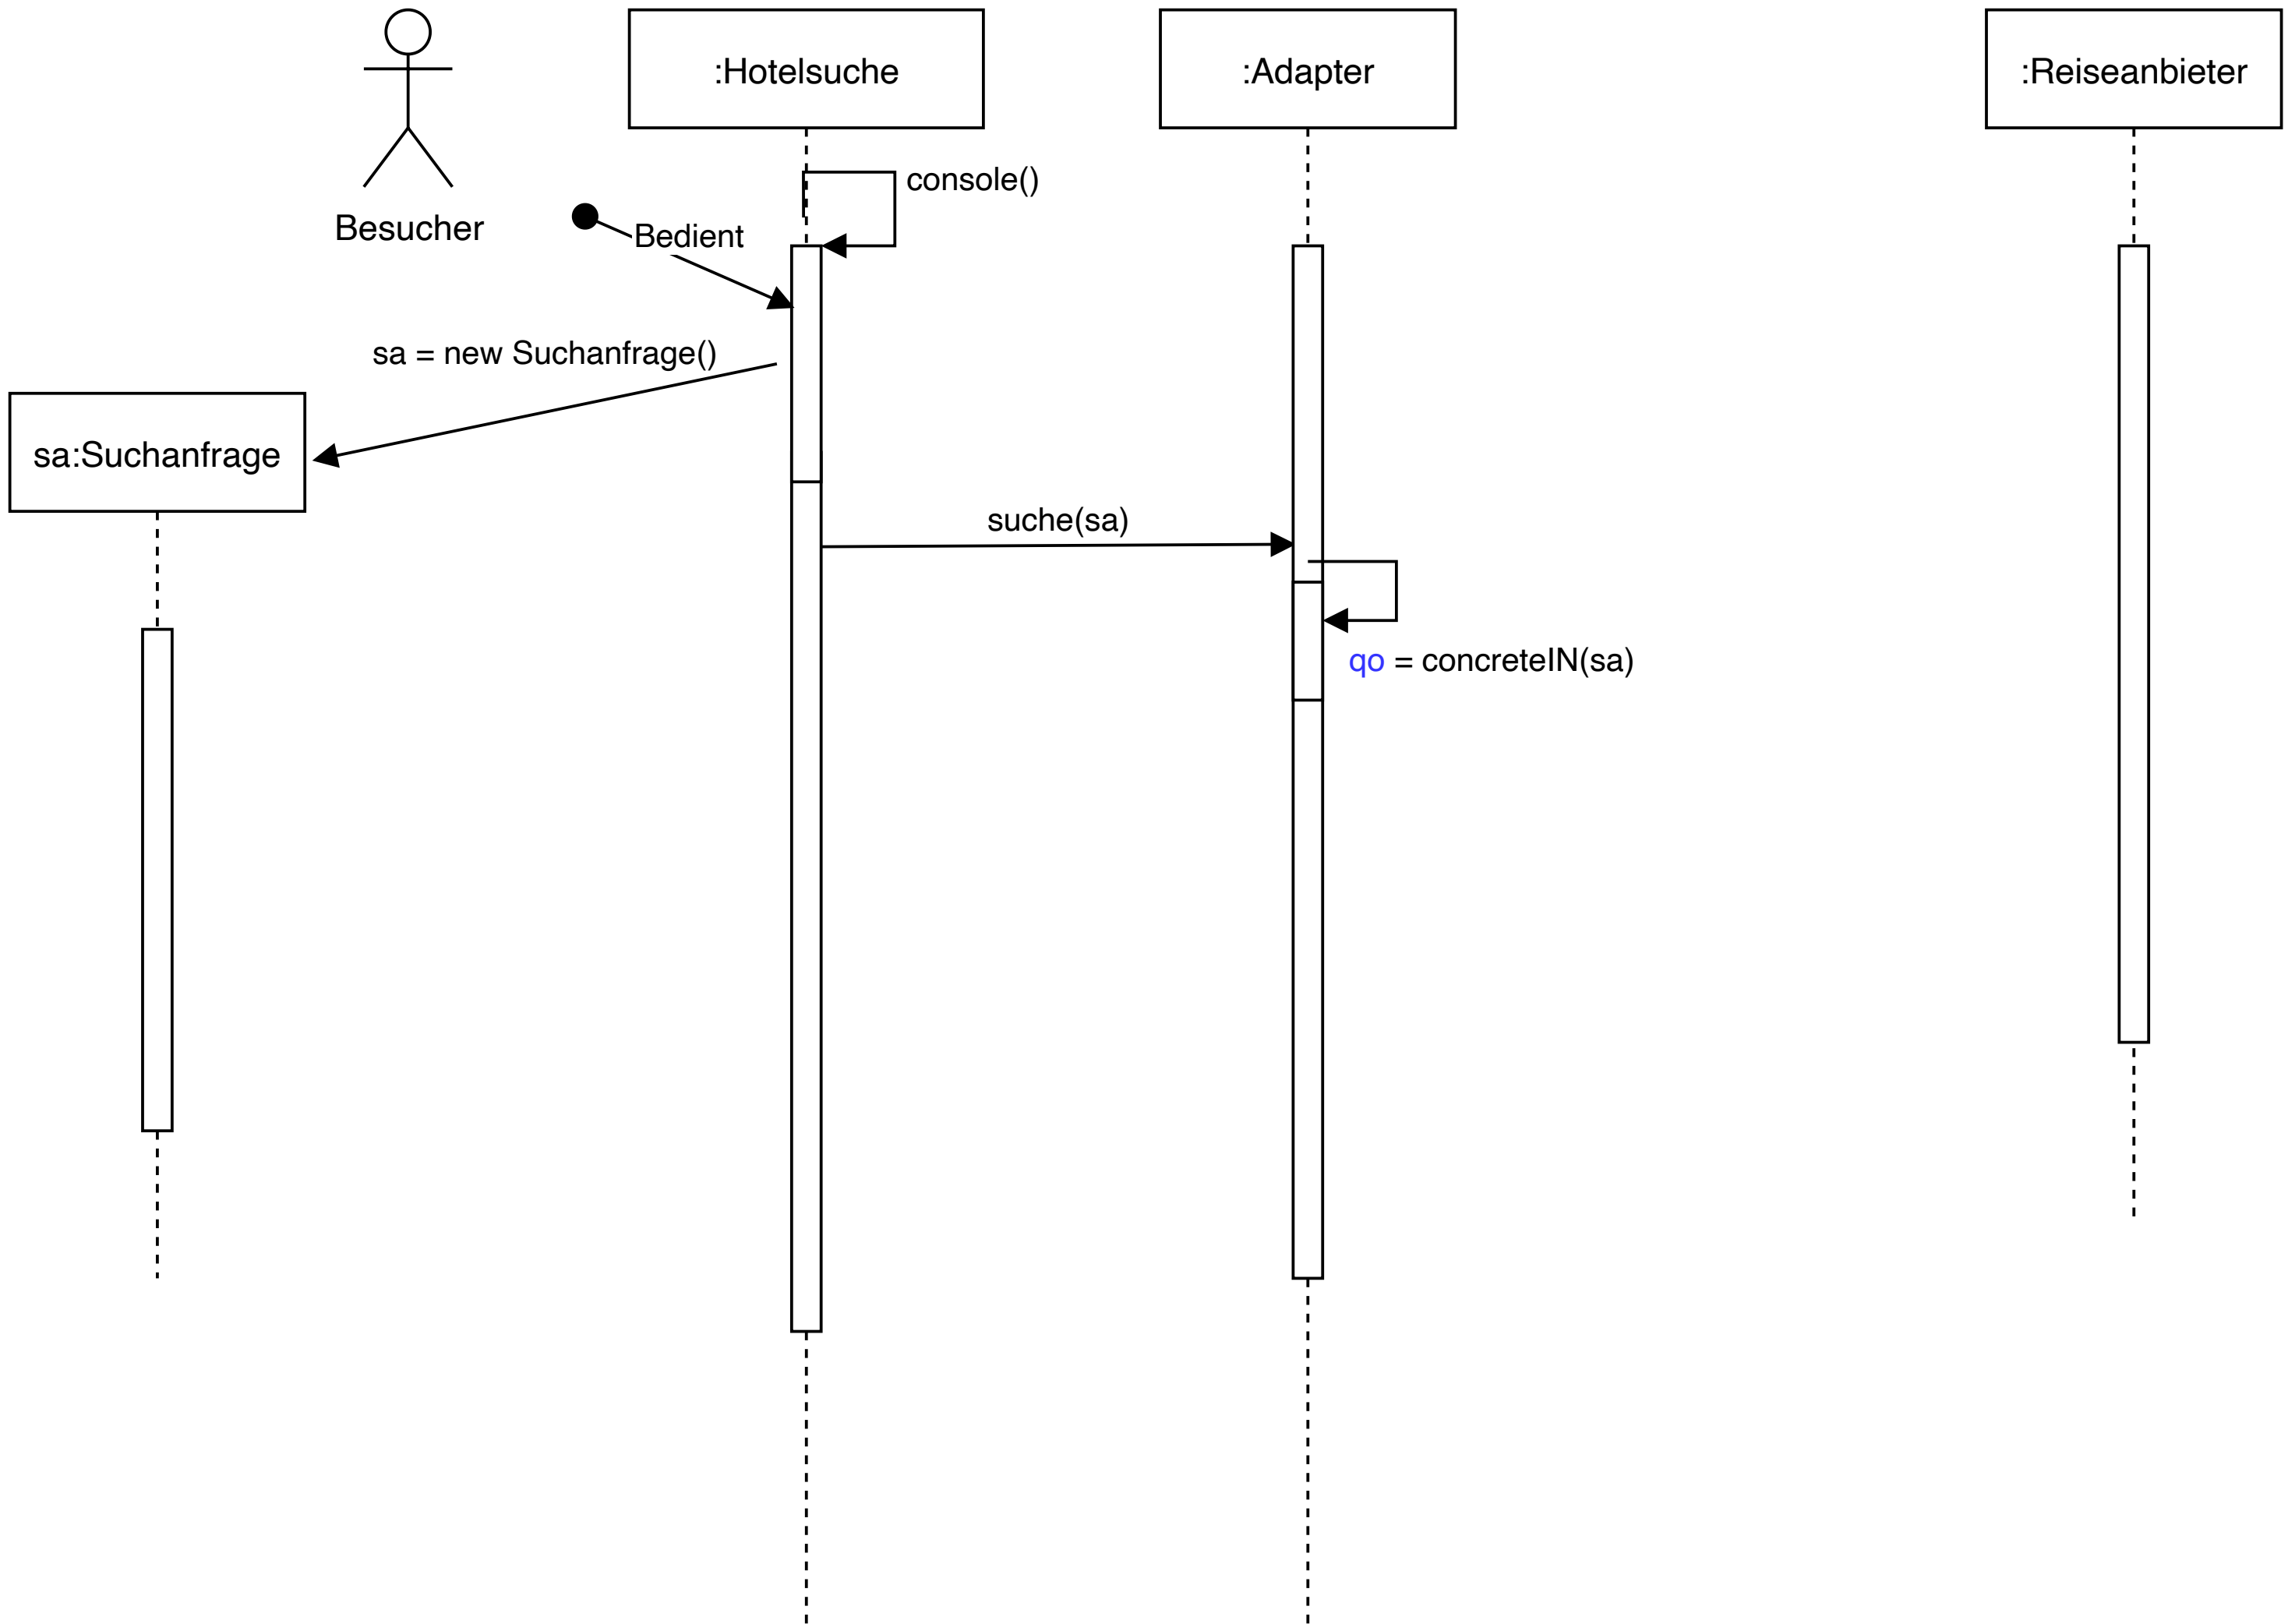 :Hotelsuche
:Adapter
:Reiseanbieter
console()
Besucher
Bedient
sa = new Suchanfrage()
sa:Suchanfrage
suche(sa)
qo = concreteIN(sa)